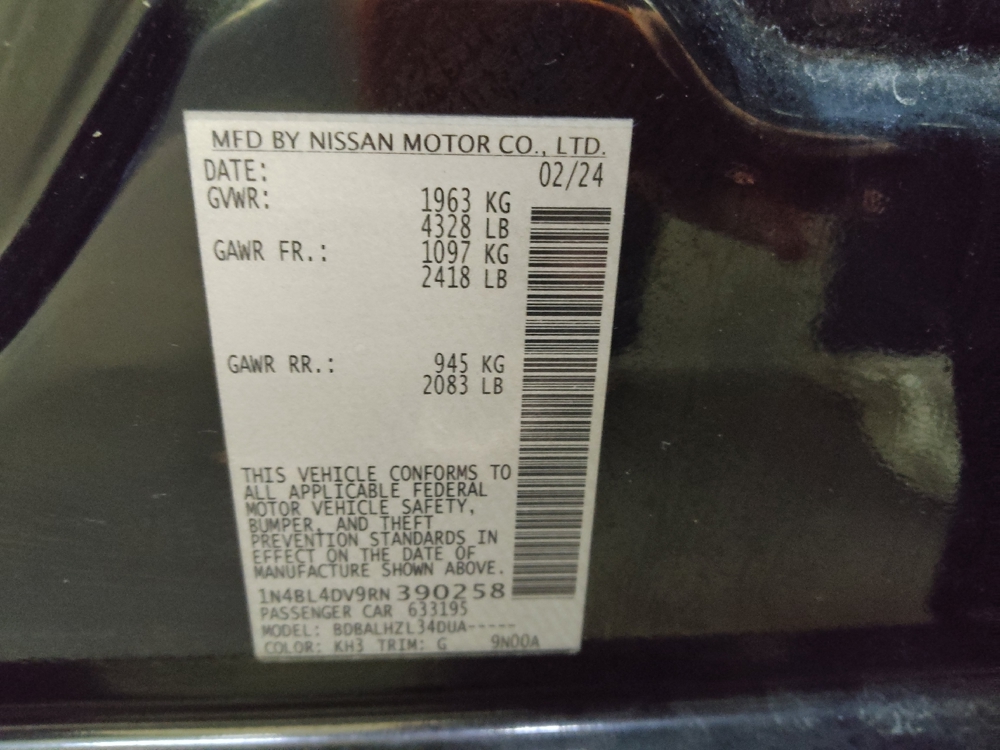 MFD BY NISSAN MOTOR CO., LTD.
DATE: 02/24
GVWR: 1963 KG
4328 LB
GAWR FR.: 1097 KG
2418 LB
GAWR RR.: 945 KG
2083 LB
THIS VEHICLE CONFORMS TO
ALL APPLICABLE FEDERAL
MOTOR VEHICLE SAFETY,
BUMPER, AND THEFT
PREVENTION STANDARDS IN
EFFECT ON THE DATE OF
MANUFACTURE SHOWN ABOVE.
1N4BL4DV9RN390258
PASSENGER CAR 633195
MODEL: BDBALHZL34DUA-----
COLOR: KH3 TRIM: G 9N00A